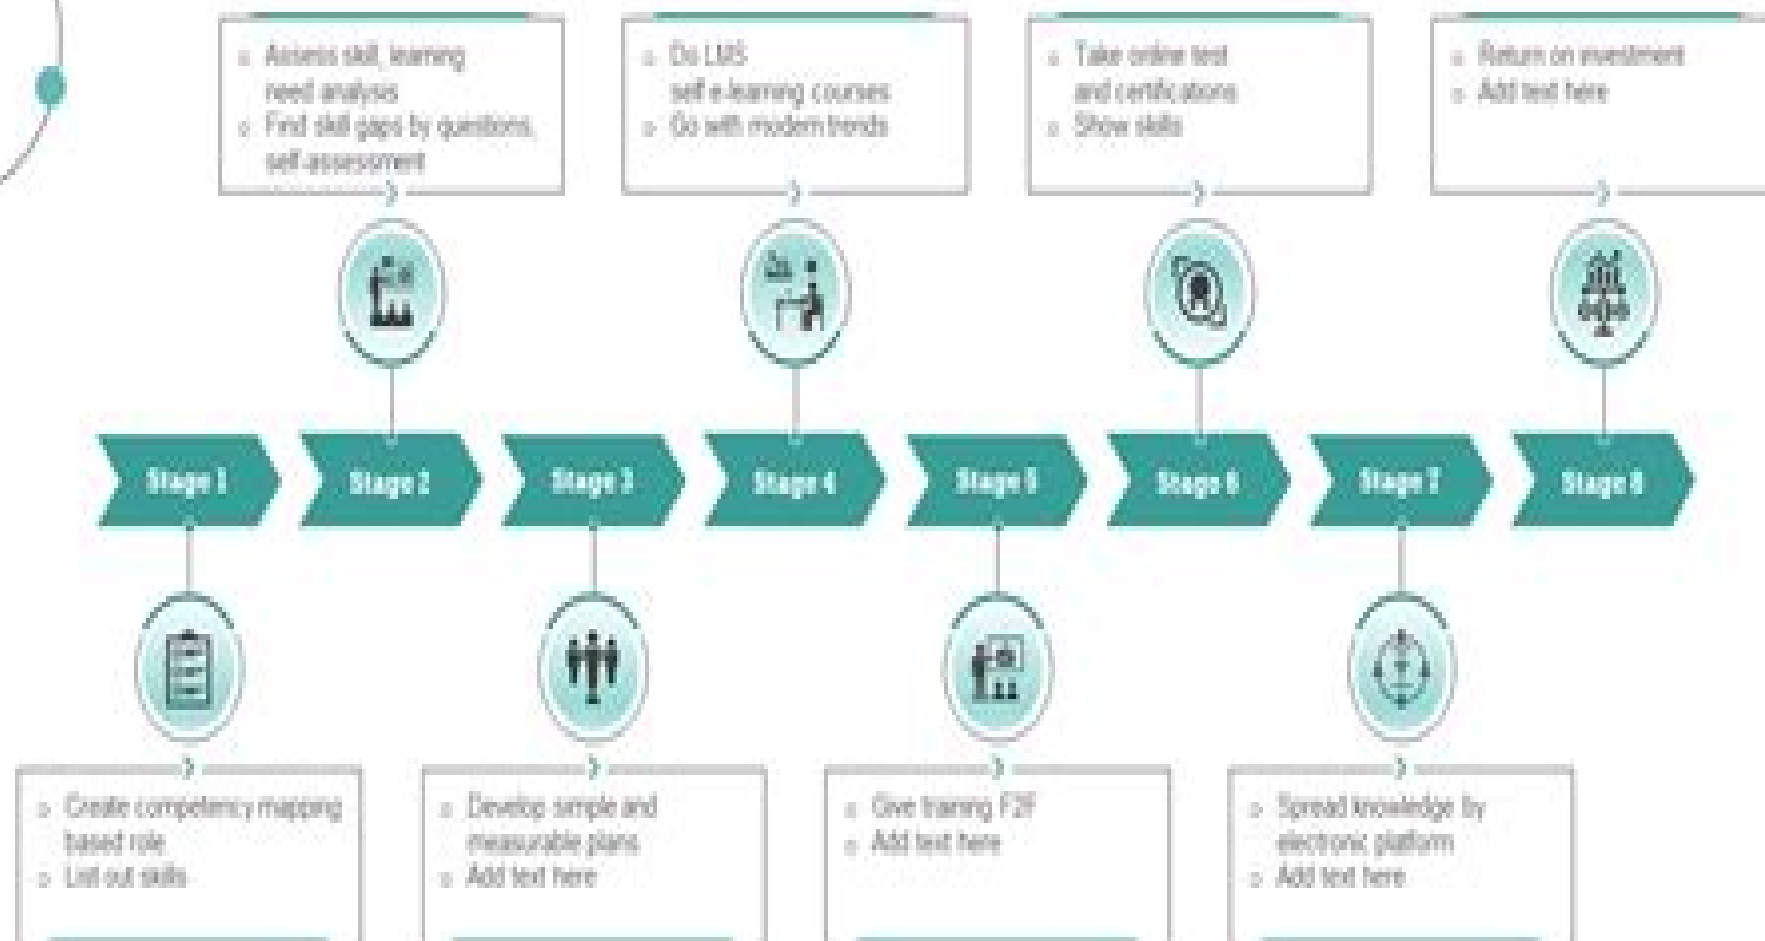 Assess skill, learning
need analysis
Find skill gaps by questions,
self-assessment
Do LMS
self e-learning courses
Go with modern trends
Take online test
and certifications
Show skills
Return on investment
Add text here
Stage 1
Stage 2
Stage 3
Stage 4
Stage 5
Stage 6
Stage 7
Stage 8
Create competency mapping
based role
List out skills
Develop simple and
measurable plans
Add text here
Give training F2F
Add text here
Spread knowledge by
electronic platform
Add text here